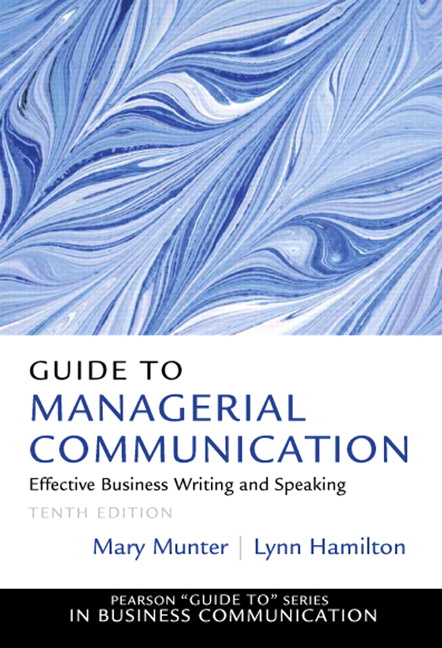 GUIDE TO
MANAGERIAL
COMMUNICATION
Effective Business Writing and Speaking
TENTH EDITION
Mary Munter | Lynn Hamilton
PEARSON “GUIDE TO” SERIES
IN BUSINESS COMMUNICATION